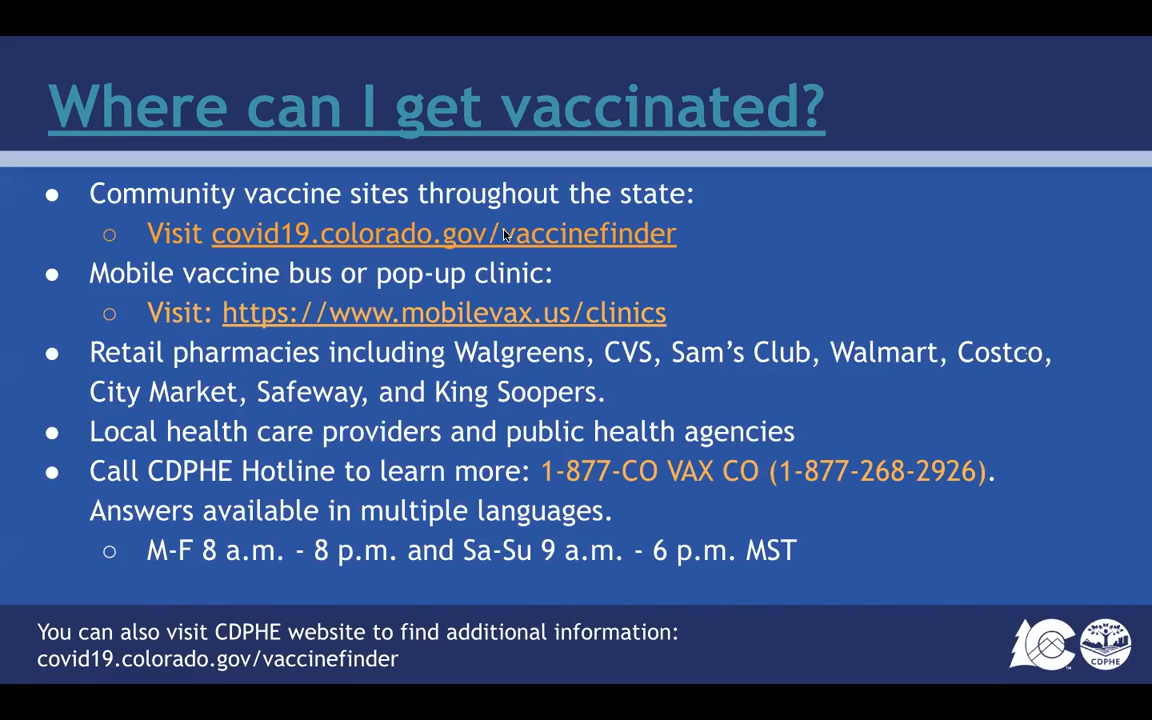 Where can I get vaccinated?
● Community vaccine sites throughout the state:
○ Visit covid19.colorado.gov/vaccinefinder
● Mobile vaccine bus or pop-up clinic:
○ Visit: https://www.mobilevax.us/clinics
● Retail pharmacies including Walgreens, CVS, Sam's Club, Walmart, Costco,
City Market, Safeway, and King Soopers.
● Local health care providers and public health agencies
● Call CDPHE Hotline to learn more: 1-877-CO VAX CO (1-877-268-2926).
Answers available in multiple languages.
○ M-F 8 a.m. - 8 p.m. and Sa-Su 9 a.m. - 6 p.m. MST
You can also visit CDPHE website to find additional information:
covid19.colorado.gov/vaccinefinder
CDPHE